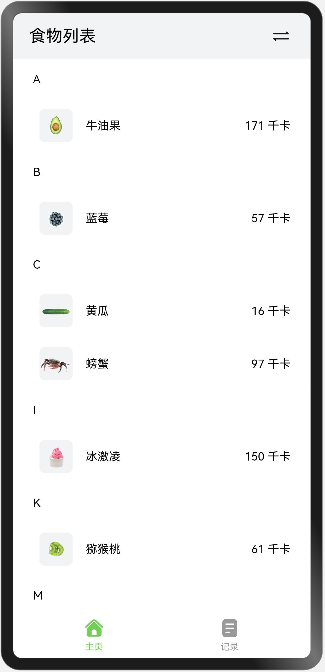 食物列表
A
牛油果 171 千卡
B
蓝莓 57 千卡
C
黄瓜 16 千卡
螃蟹 97 千卡
I
冰激凌 150 千卡
K
猕猴桃 61 千卡
M
主页 记录